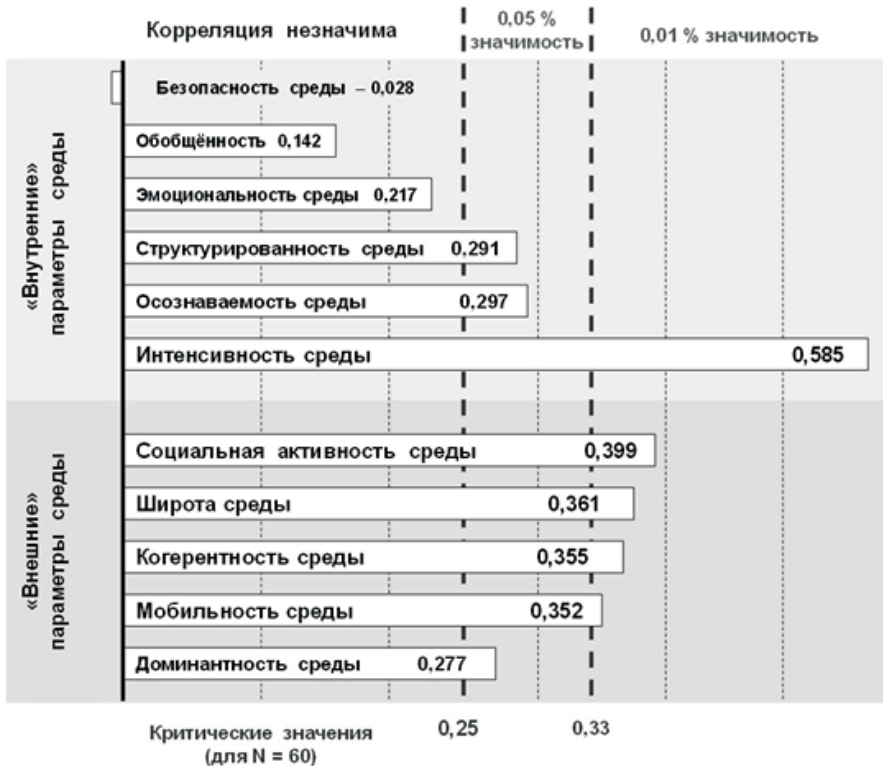 Корреляция незначима
0,05 %
значимость
0,01 % значимость
«Внутренние»
параметры среды
Безопасность среды – 0,028
Обобщённость 0,142
Эмоциональность среды 0,217
Структурированность среды 0,291
Осознаваемость среды 0,297
Интенсивность среды 0,585
«Внешние»
параметры среды
Социальная активность среды 0,399
Широта среды 0,361
Когерентность среды 0,355
Мобильность среды 0,352
Доминантность среды 0,277
Критические значения
(для N = 60)
0,25
0,33